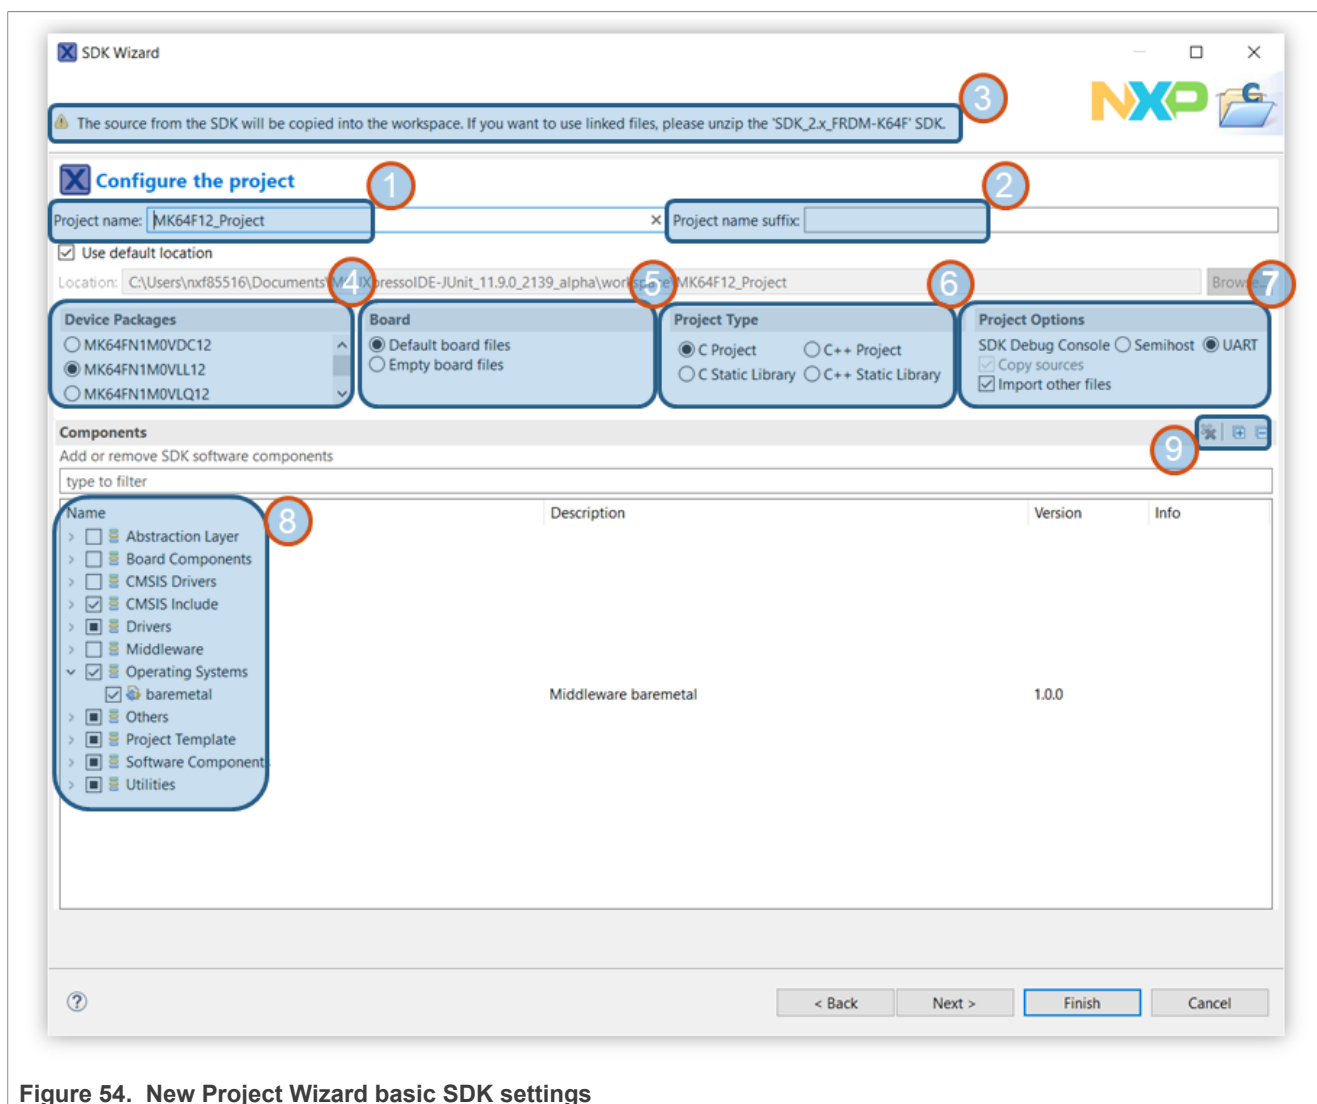 SDK Wizard
NXP
C
3
The source from the SDK will be copied into the workspace. If you want to use linked files, please unzip the 'SDK_2.x_FRDM-K64F' SDK.
Configure the project
1
2
Project name: MK64F12_Project
Project name suffix:
Use default location
Location: C:\Users\nxf85516\Documents\ XpressoIDE-JUnit_11.9.0_2139_alpha\workspace\MK64F12_Project
Browse...
4
5
6
7
Device Packages
MK64FN1M0VDC12
MK64FN1M0VLL12
MK64FN1M0VLQ12
Board
Default board files
Empty board files
Project Type
C Project
C++ Project
C Static Library
C++ Static Library
Project Options
SDK Debug Console Semihost UART
Copy sources
Import other files
Components
9
Add or remove SDK software components
type to filter
8
Name Description Version Info
Abstraction Layer
Board Components
CMSIS Drivers
CMSIS Include
Drivers
Middleware
Operating Systems
baremetal Middleware baremetal 1.0.0
Others
Project Template
Software Components
Utilities
< Back Next > Finish Cancel
Figure 54. New Project Wizard basic SDK settings